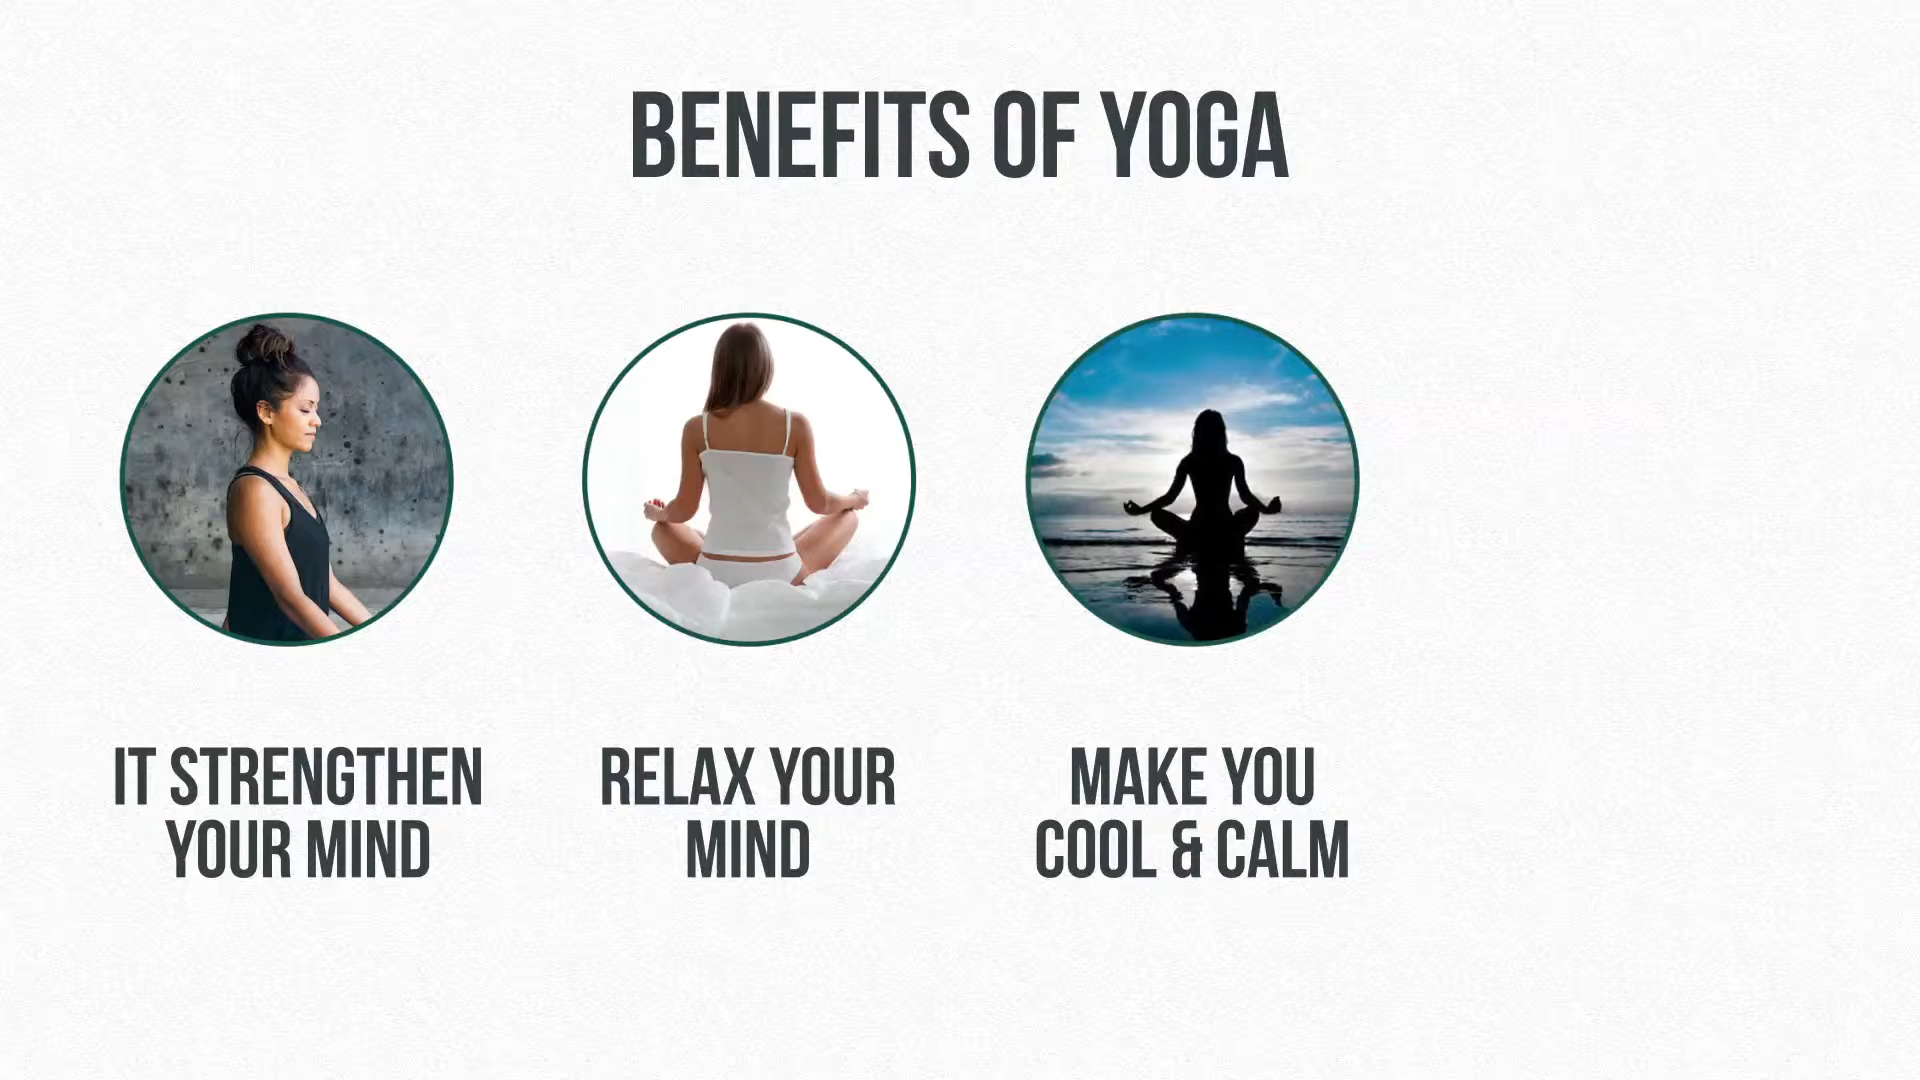 BENEFITS OF YOGA
IT STRENGTHEN
YOUR MIND
RELAX YOUR
MIND
MAKE YOU
COOL & CALM